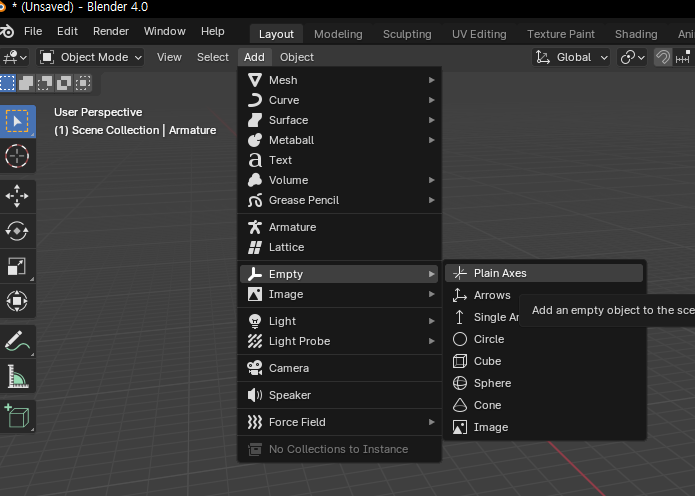 * (Unsaved) - Blender 4.0
File Edit Render Window Help
Layout Modeling Sculpting UV Editing Texture Paint Shading
Object Mode View Select Add Object Global
User Perspective
(1) Scene Collection | Armature
Mesh
Curve
Surface
Metaball
Text
Volume
Grease Pencil
Armature
Lattice
Empty
Image
Light
Light Probe
Camera
Speaker
Force Field
No Collections to Instance
Plain Axes
Arrows
Single
Circle
Cube
Sphere
Cone
Image
Add an empty object to the